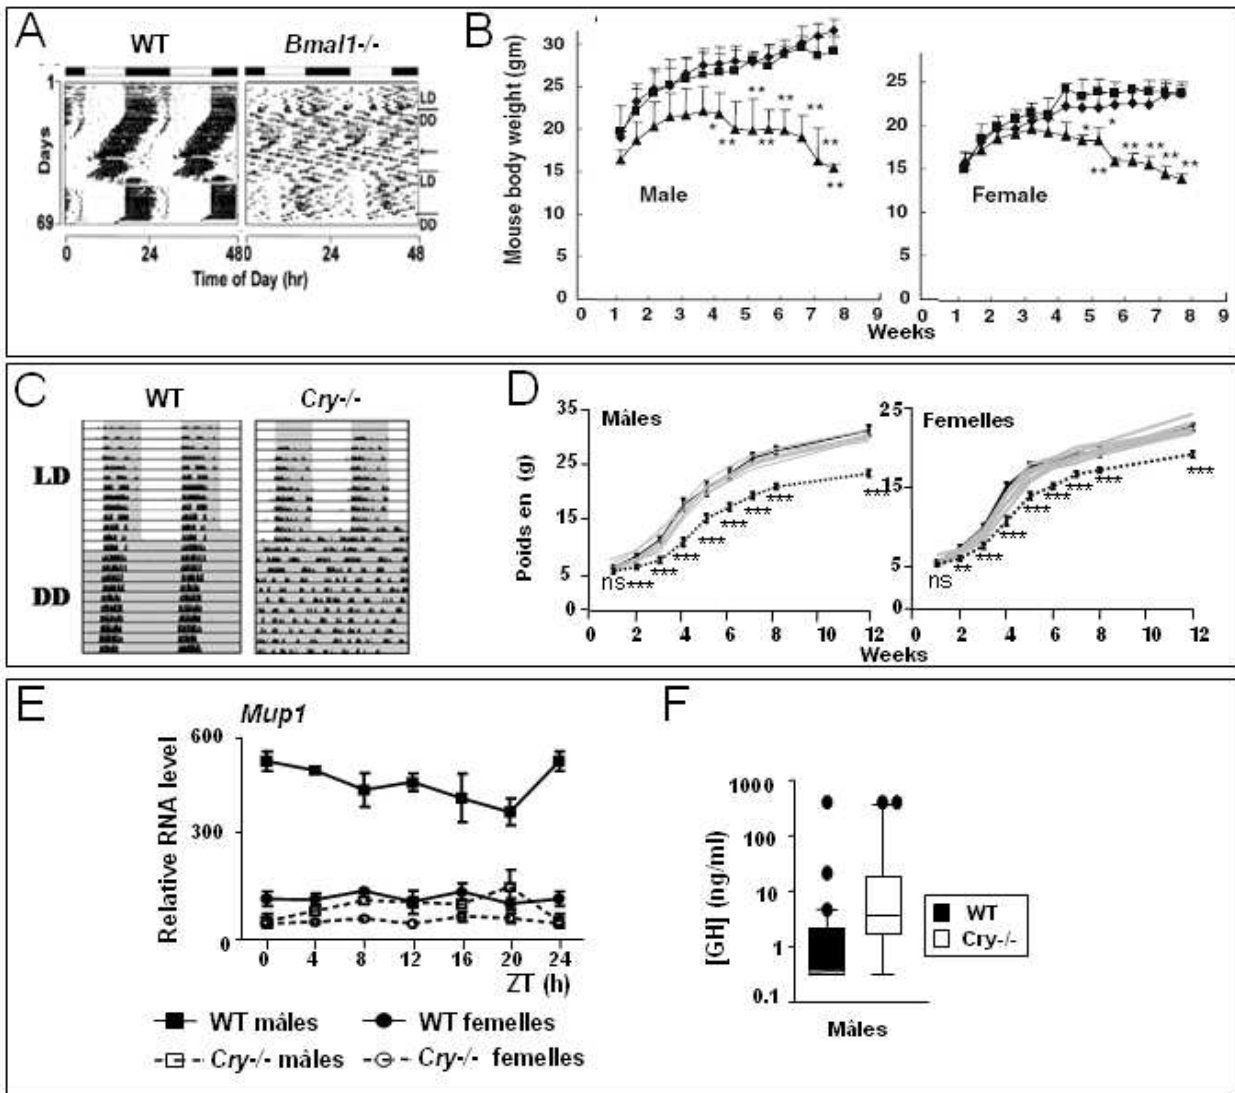 A
WT
Bmal1-/-
1
Days
69
LD
DD
LD
DD
0 24 480 24 48
Time of Day (hr)
B
Mouse body weight (gm)
30
25
20
15
10
0
Male
* ** ** ** ** ** ** **
0 1 2 3 4 5 6 7 8 9
Weeks
25
20
15
10
0
Female
* ** * ** ** ** **
0 1 2 3 4 5 6 7 8 9
C
WT
Cry-/-
LD
DD
D
Poids en (g)
35
25
15
5
0
Mâles
ns *** *** *** *** *** *** *** ***
0 2 4 6 8 10 12
Weeks
25
15
5
0
Femelles
ns ** *** *** *** *** *** *** ***
0 2 4 6 8 10 12
E
Mup1
Relative RNA level
600
300
0
0 4 8 12 16 20 24
ZT (h)
WT mâles
WT femelles
Cry-/- mâles
Cry-/- femelles
F
[GH] (ng/ml)
1000
100
10
1
0.1
WT
Cry-/-
Mâles